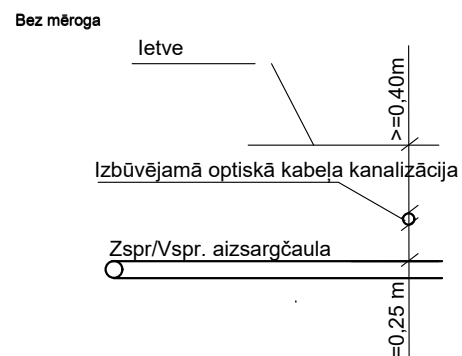 Bez mēroga
Ietve
>=0,40m
Izbūvējamā optiskā kabeļa kanalizācija
Zspr/Vspr. aizsargčaula
=0,25 m